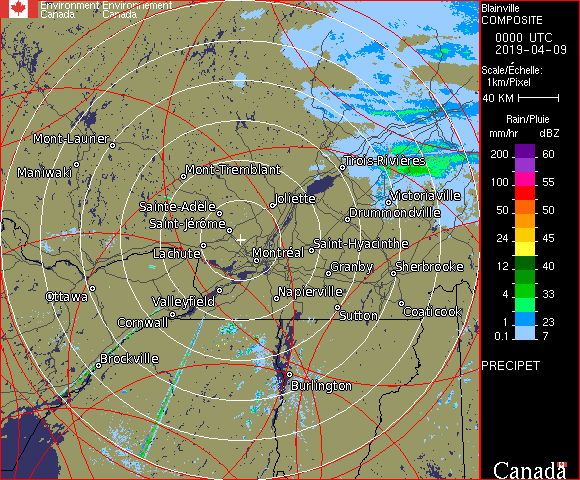 Environment Environnement
Canada Canada
Blainville
COMPOSITE
0000 UTC
2019-04-09
Scale/Échelle:
1km/Pixel
40 KM
Rain/Pluie
mm/hr dBZ
200 60
100 55
50 50
24 45
12 40
4 33
1 23
0.1 7
PRECIPET
Canada
Mont-Laurier
Maniwaki
Mont-Tremblant
Trois-Rivières
Sainte-Adèle
Joliette
Victoriaville
Saint-Jérôme
Drummondville
Lachute
Montréal
Saint-Hyacinthe
Granby
Sherbrooke
Ottawa
Valleyfield
Napierville
Cornwall
Sutton
Coaticook
Brockville
Burlington